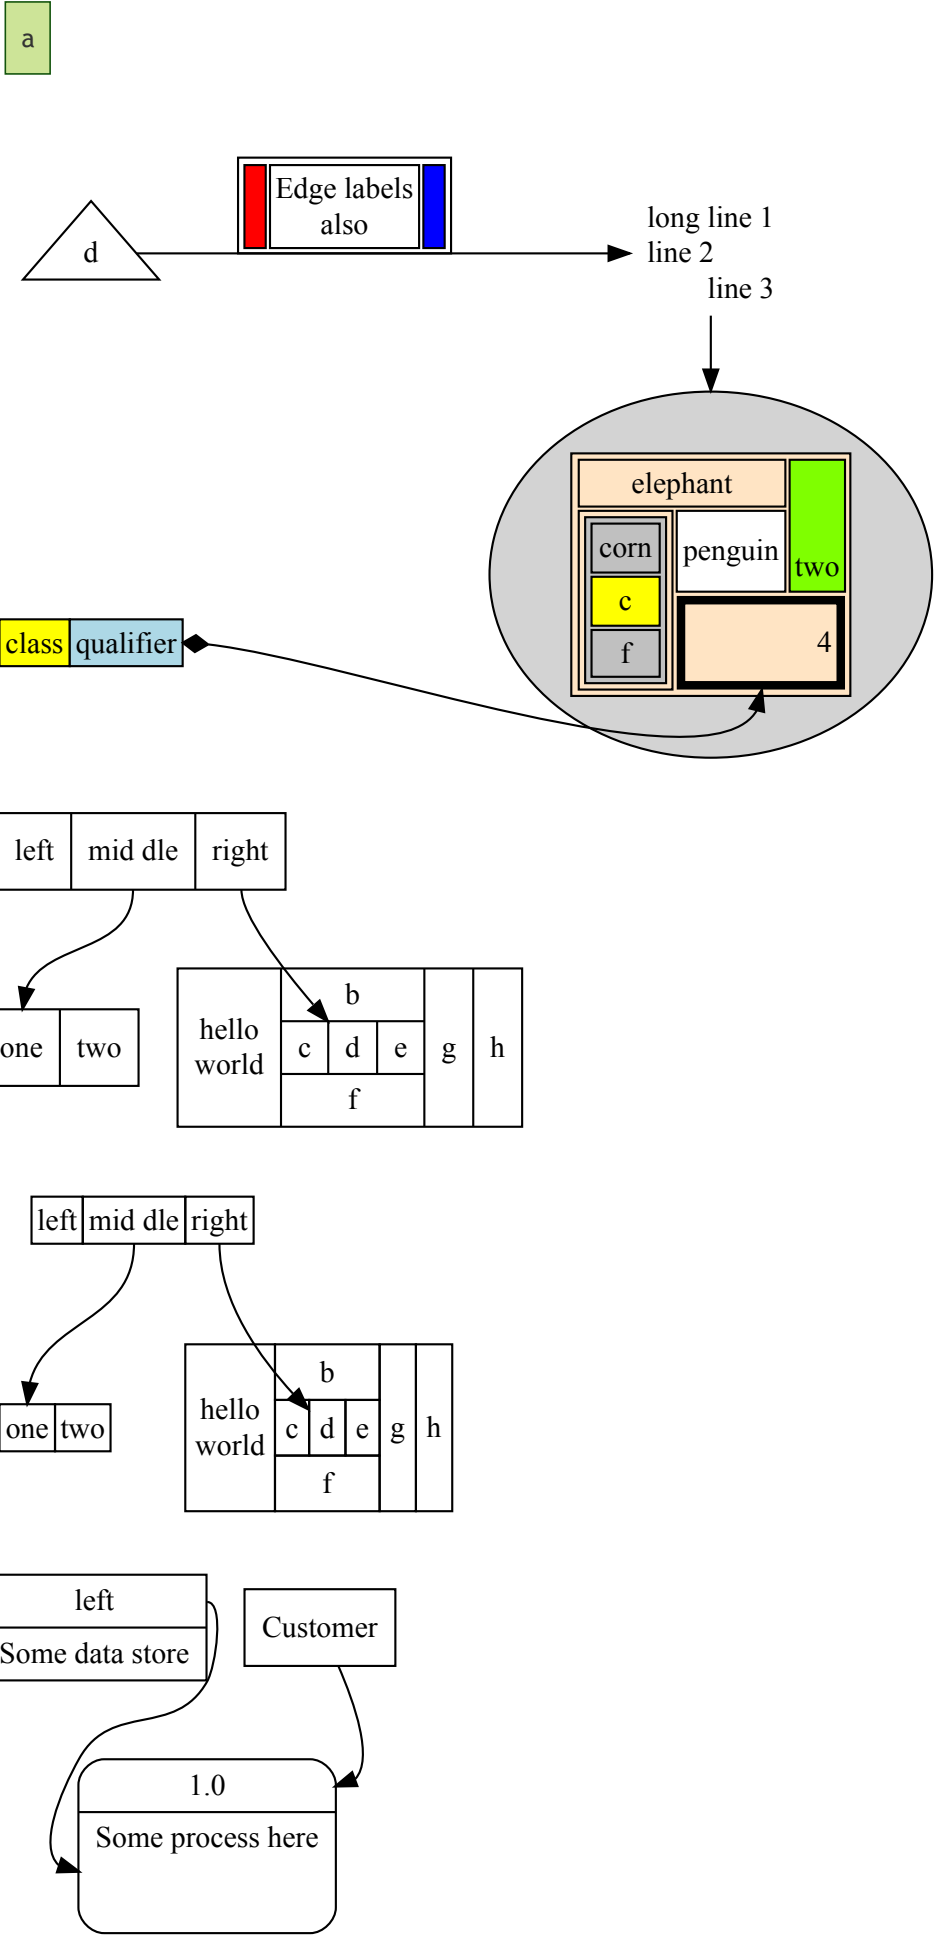 a
Edge labels
also
d
long line 1
line 2
line 3
elephant
corn
penguin
two
c
f
4
class qualifier
left mid dle right
one two
hello
world
b
c d e
f
g
h
left mid dle right
one two
hello
world
b
c d e
f
g
h
left
Some data store
Customer
1.0
Some process here